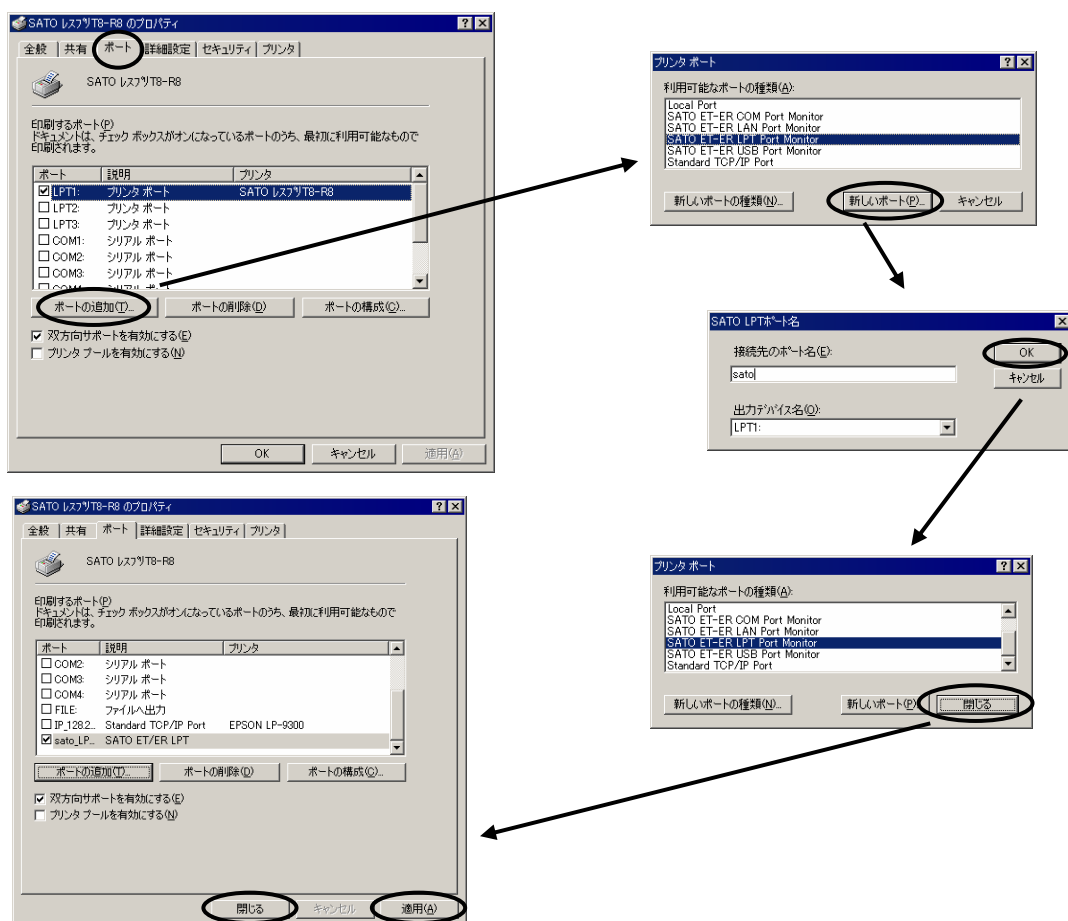 SATO ﾚｽﾌﾟﾘT8-R8 のプロパティ
全般 共有 ポート 詳細設定 セキュリティ プリンタ
SATO ﾚｽﾌﾟﾘT8-R8
印刷するポート(P)
ドキュメントは、チェック ボックスがオンになっているポートのうち、最初に利用可能なもので
印刷されます。
ポート 説明 プリンタ
LPT1: プリンタ ポート SATO ﾚｽﾌﾟﾘT8-R8
LPT2: プリンタ ポート
LPT3: プリンタ ポート
COM1: シリアル ポート
COM2: シリアル ポート
COM3: シリアル ポート
COM4: シリアル ポート
ポートの追加(T)... ポートの削除(D) ポートの構成(C)...
双方向サポートを有効にする(E)
プリンタ プールを有効にする(N)
OK キャンセル 適用(A)
プリンタ ポート
利用可能なポートの種類(A):
Local Port
SATO ET-ER COM Port Monitor
SATO ET-ER LAN Port Monitor
SATO ET-ER LPT Port Monitor
SATO ET-ER USB Port Monitor
Standard TCP/IP Port
新しいポートの種類(N)... 新しいポート(P)... キャンセル
SATO LPTﾎﾟｰﾄ名
接続先のﾎﾟｰﾄ名(E):
OK
sato
キャンセル
出力ﾃﾞﾊﾞｲｽ名(O):
LPT1:
プリンタ ポート
利用可能なポートの種類(A):
Local Port
SATO ET-ER COM Port Monitor
SATO ET-ER LAN Port Monitor
SATO ET-ER LPT Port Monitor
SATO ET-ER USB Port Monitor
Standard TCP/IP Port
新しいポートの種類(N)... 新しいポート(P) 閉じる
SATO ﾚｽﾌﾟﾘT8-R8 のプロパティ
全般 共有 ポート 詳細設定 セキュリティ プリンタ
SATO ﾚｽﾌﾟﾘT8-R8
印刷するポート(P)
ドキュメントは、チェック ボックスがオンになっているポートのうち、最初に利用可能なもので
印刷されます。
ポート 説明 プリンタ
COM2: シリアル ポート
COM3: シリアル ポート
COM4: シリアル ポート
FILE: ファイルへ出力
IP_128.2... Standard TCP/IP Port EPSON LP-9300
sato_LP... SATO ET/ER LPT
ポートの追加(T)... ポートの削除(D) ポートの構成(C)...
双方向サポートを有効にする(E)
プリンタ プールを有効にする(N)
閉じる キャンセル 適用(A)